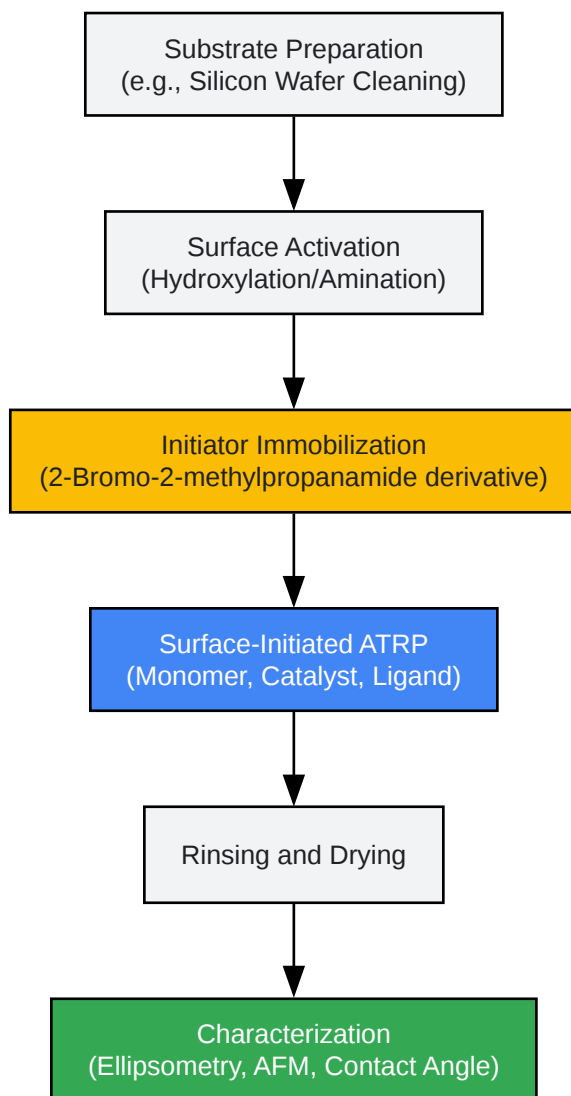 Substrate Preparation
(e.g., Silicon Wafer Cleaning)
Surface Activation
(Hydroxylation/Amination)
Initiator Immobilization
(2-Bromo-2-methylpropanamide derivative)
Surface-Initiated ATRP
(Monomer, Catalyst, Ligand)
Rinsing and Drying
Characterization
(Ellipsometry, AFM, Contact Angle)